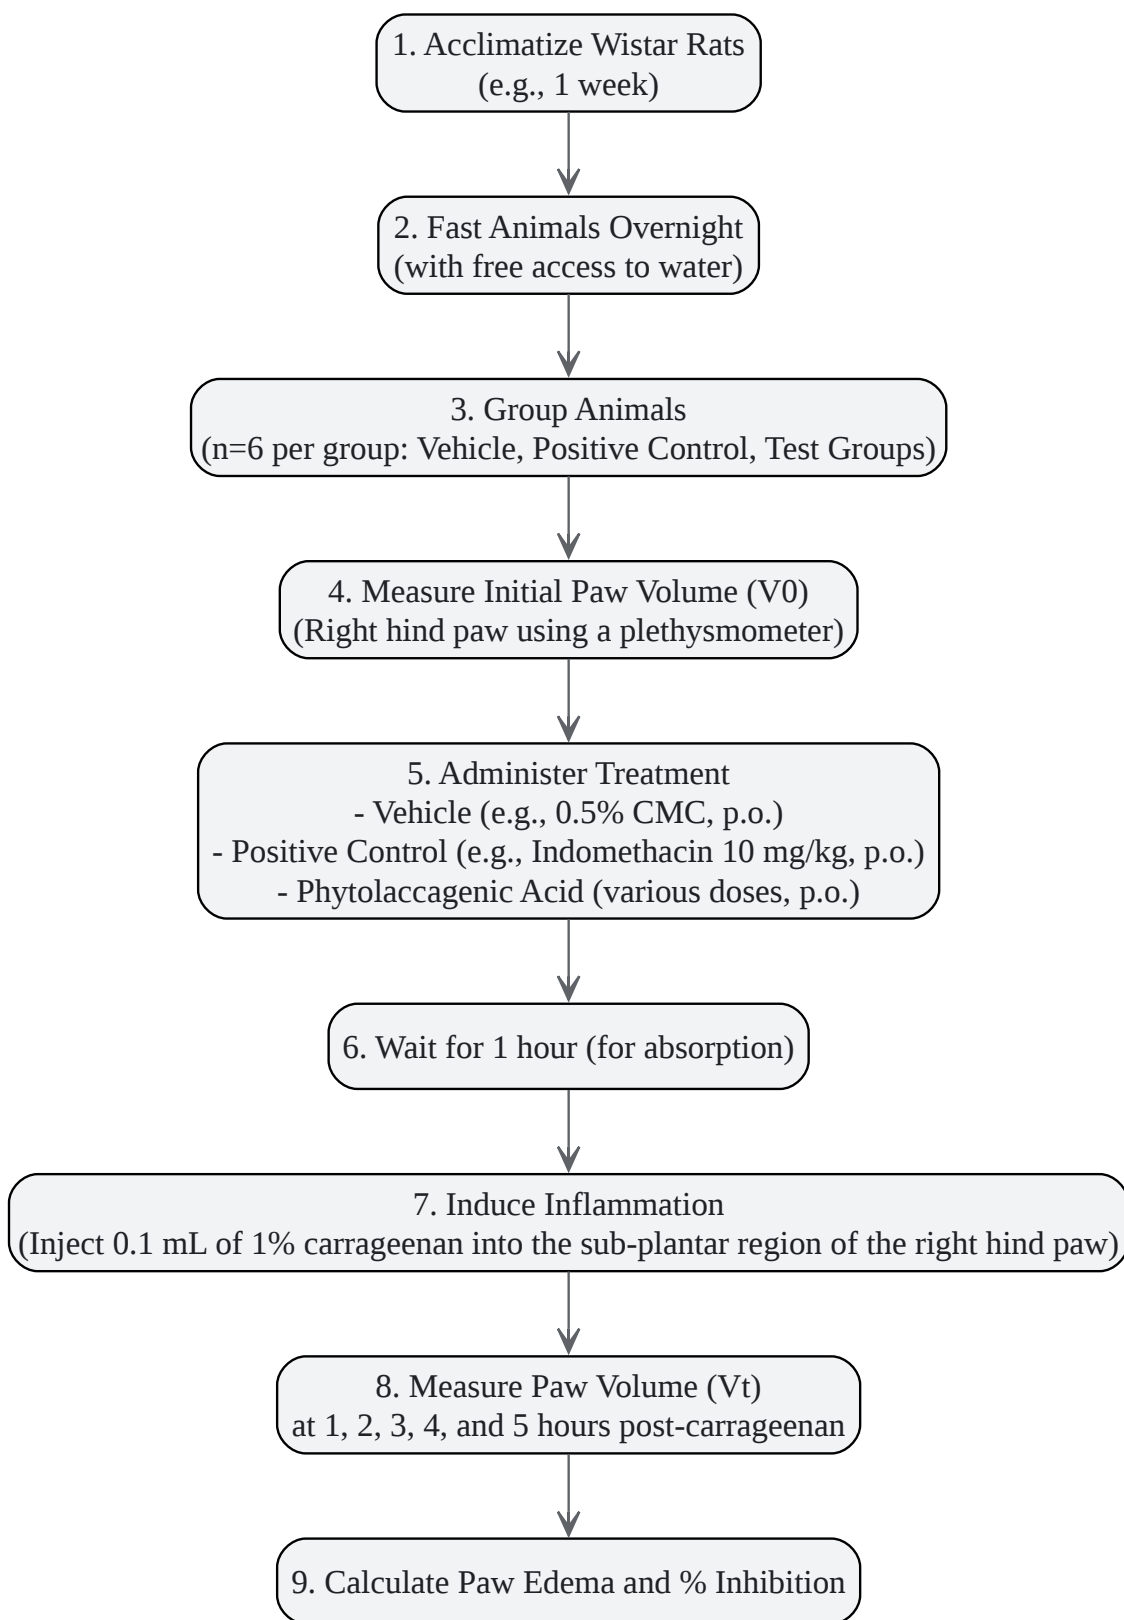 1. Acclimatize Wistar Rats
(e.g., 1 week)
2. Fast Animals Overnight
(with free access to water)
3. Group Animals
(n=6 per group: Vehicle, Positive Control, Test Groups)
4. Measure Initial Paw Volume (V0)
(Right hind paw using a plethysmometer)
5. Administer Treatment
- Vehicle (e.g., 0.5% CMC, p.o.)
- Positive Control (e.g., Indomethacin 10 mg/kg, p.o.)
- Phytolaccagenic Acid (various doses, p.o.)
6. Wait for 1 hour (for absorption)
7. Induce Inflammation
(Inject 0.1 mL of 1% carrageenan into the sub-plantar region of the right hind paw)
8. Measure Paw Volume (Vt)
at 1, 2, 3, 4, and 5 hours post-carrageenan
9. Calculate Paw Edema and % Inhibition